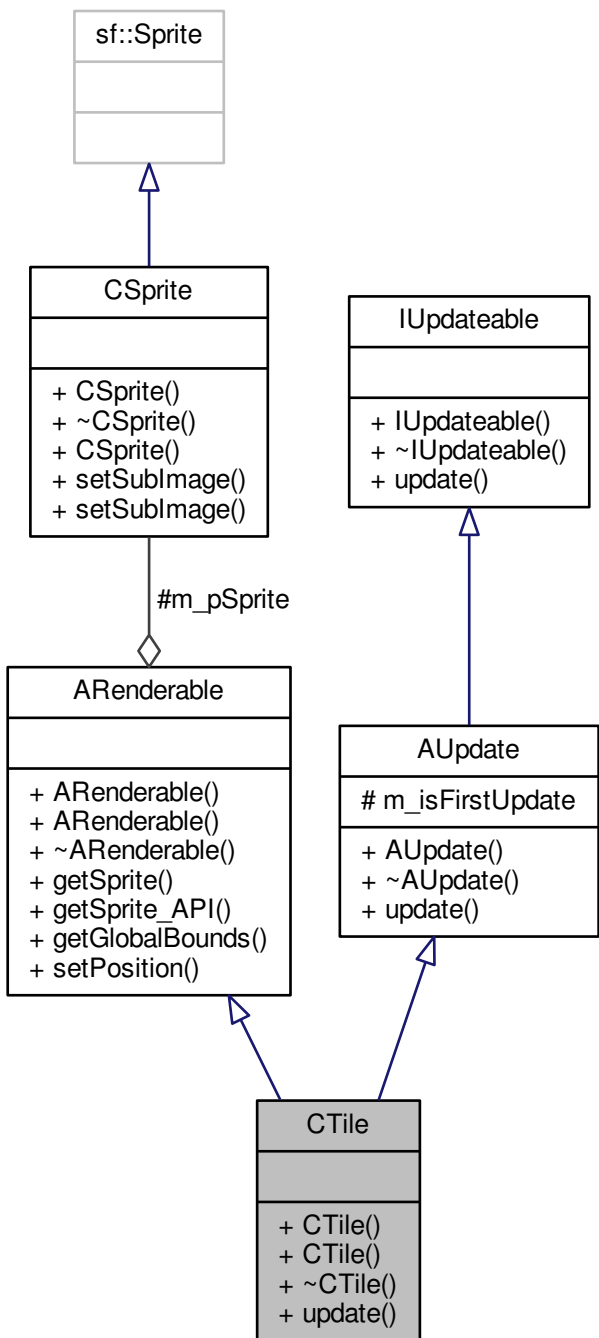 sf::Sprite
CSprite
+ CSprite()
+ ~CSprite()
+ CSprite()
+ setSubImage()
+ setSubImage()
IUpdateable
+ IUpdateable()
+ ~IUpdateable()
+ update()
#m_pSprite
ARenderable
+ ARenderable()
+ ARenderable()
+ ~ARenderable()
+ getSprite()
+ getSprite_API()
+ getGlobalBounds()
+ setPosition()
AUpdate
# m_isFirstUpdate
+ AUpdate()
+ ~AUpdate()
+ update()
CTile
+ CTile()
+ CTile()
+ ~CTile()
+ update()